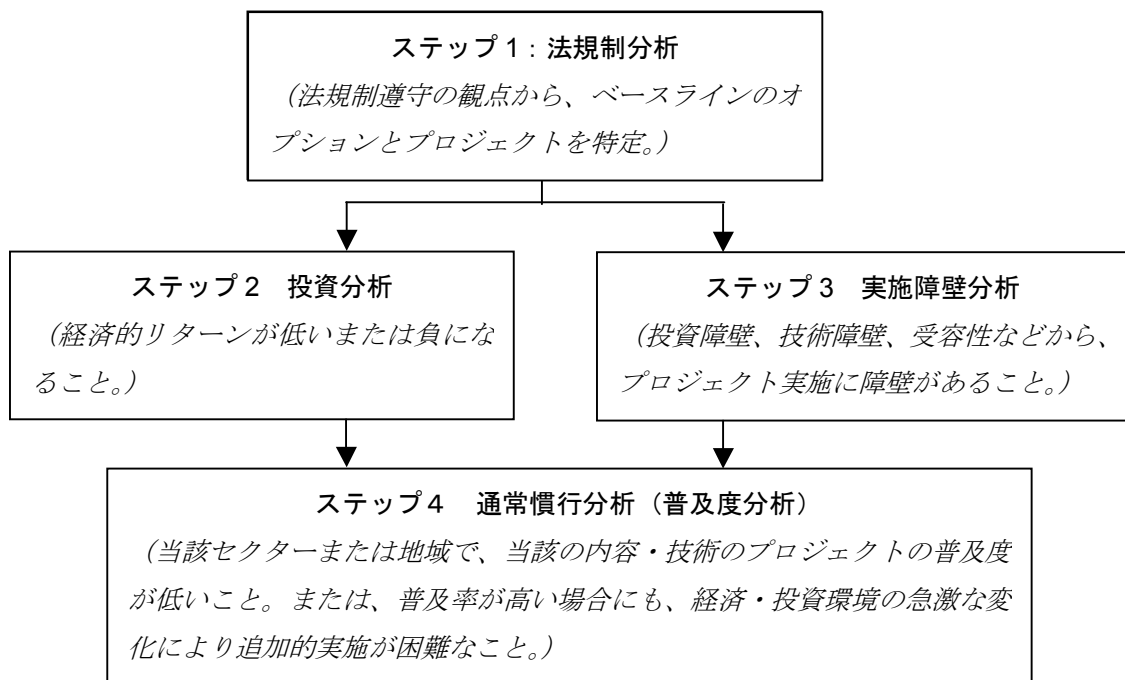 ステップ1：法規制分析
（法規制遵守の観点から、ベースラインのオ
プションとプロジェクトを特定。）
ステップ2　投資分析
（経済的リターンが低いまたは負にな
ること。）
ステップ3　実施障壁分析
（投資障壁、技術障壁、受容性などから、
プロジェクト実施に障壁があること。）
ステップ4　通常慣行分析（普及度分析）
（当該セクターまたは地域で、当該の内容・技術のプロジェクトの普及度
が低いこと。または、普及率が高い場合にも、経済・投資環境の急激な変
化により追加的実施が困難なこと。）